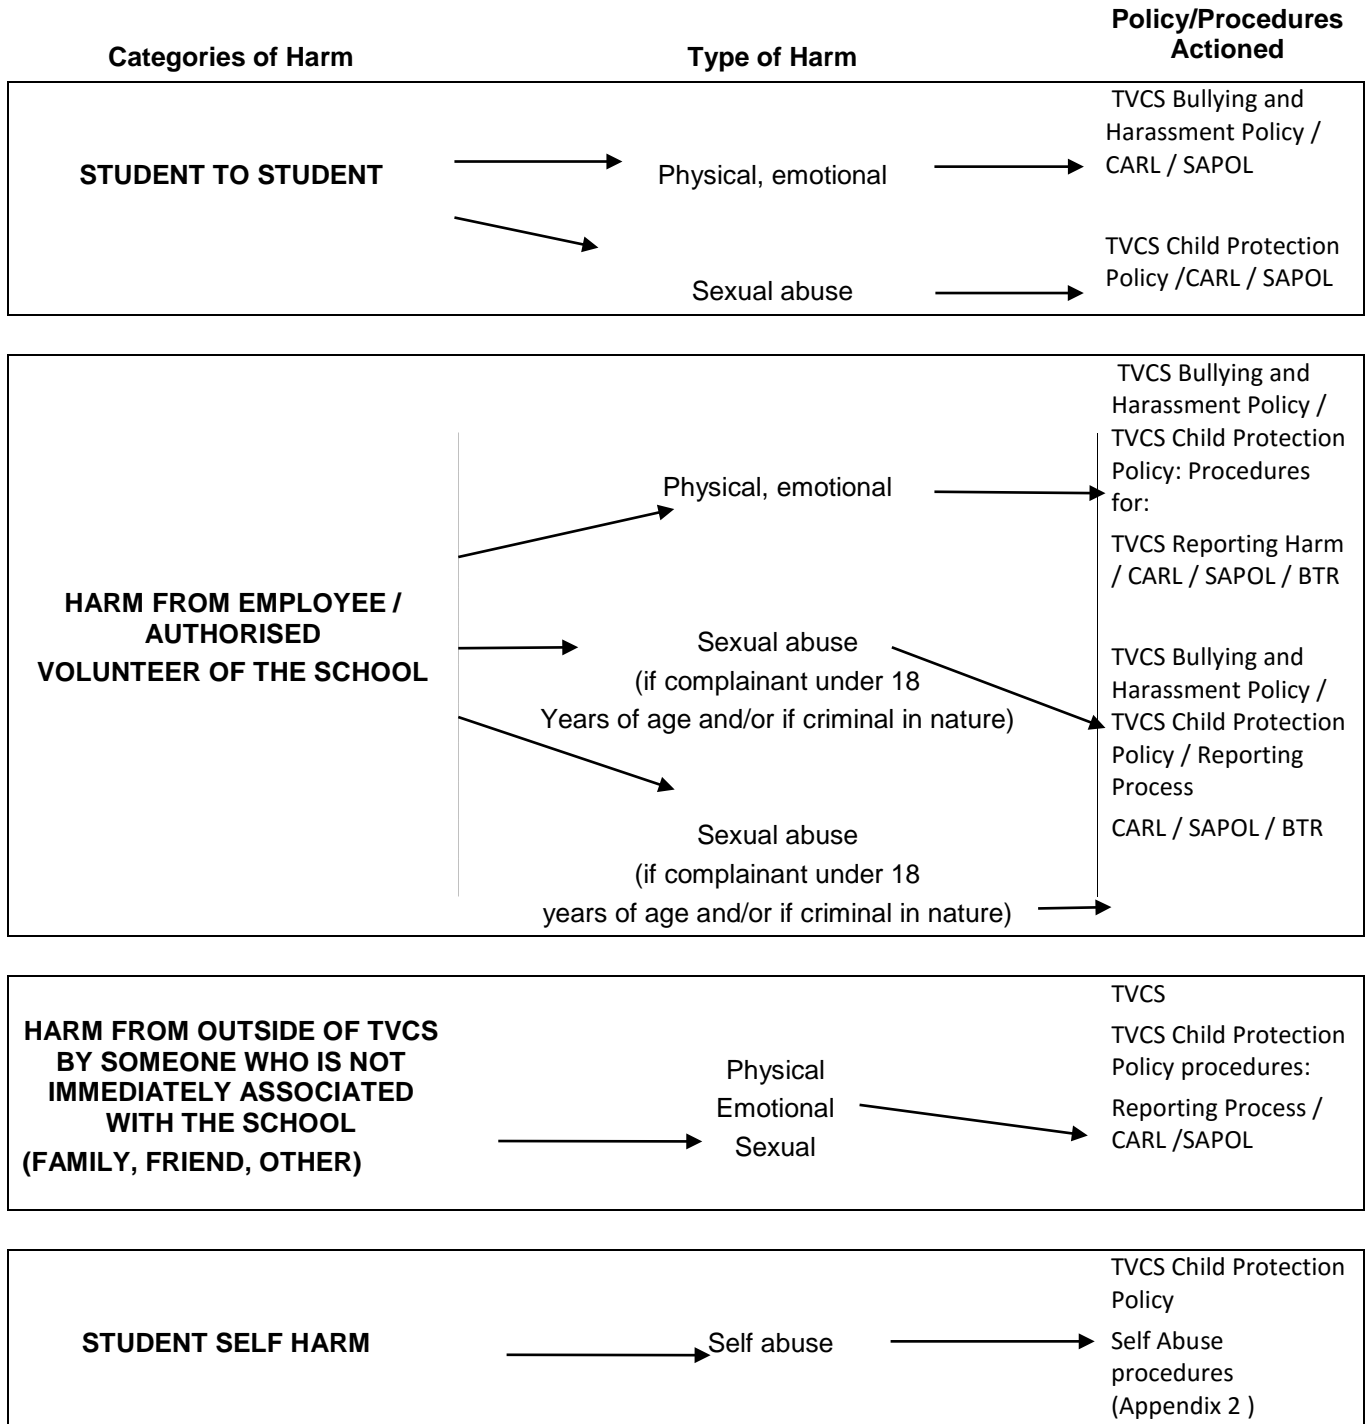 Categories of Harm
Type of Harm
Policy/Procedures
Actioned
STUDENT TO STUDENT
Physical, emotional
TVCS Bullying and
Harassment Policy /
CARL / SAPOL
Sexual abuse
TVCS Child Protection
Policy /CARL / SAPOL
HARM FROM EMPLOYEE /
AUTHORISED
VOLUNTEER OF THE SCHOOL
Physical, emotional
TVCS Bullying and
Harassment Policy /
TVCS Child Protection
Policy: Procedures
for:
TVCS Reporting Harm
/ CARL / SAPOL / BTR
Sexual abuse
(if complainant under 18
Years of age and/or if criminal in nature)
TVCS Bullying and
Harassment Policy /
TVCS Child Protection
Policy / Reporting
Process
CARL / SAPOL / BTR
Sexual abuse
(if complainant under 18
years of age and/or if criminal in nature)
HARM FROM OUTSIDE OF TVCS
BY SOMEONE WHO IS NOT
IMMEDIATELY ASSOCIATED
WITH THE SCHOOL
(FAMILY, FRIEND, OTHER)
Physical
Emotional
Sexual
TVCS
TVCS Child Protection
Policy procedures:
Reporting Process /
CARL /SAPOL
STUDENT SELF HARM
Self abuse
TVCS Child Protection
Policy
Self Abuse
procedures
(Appendix 2 )